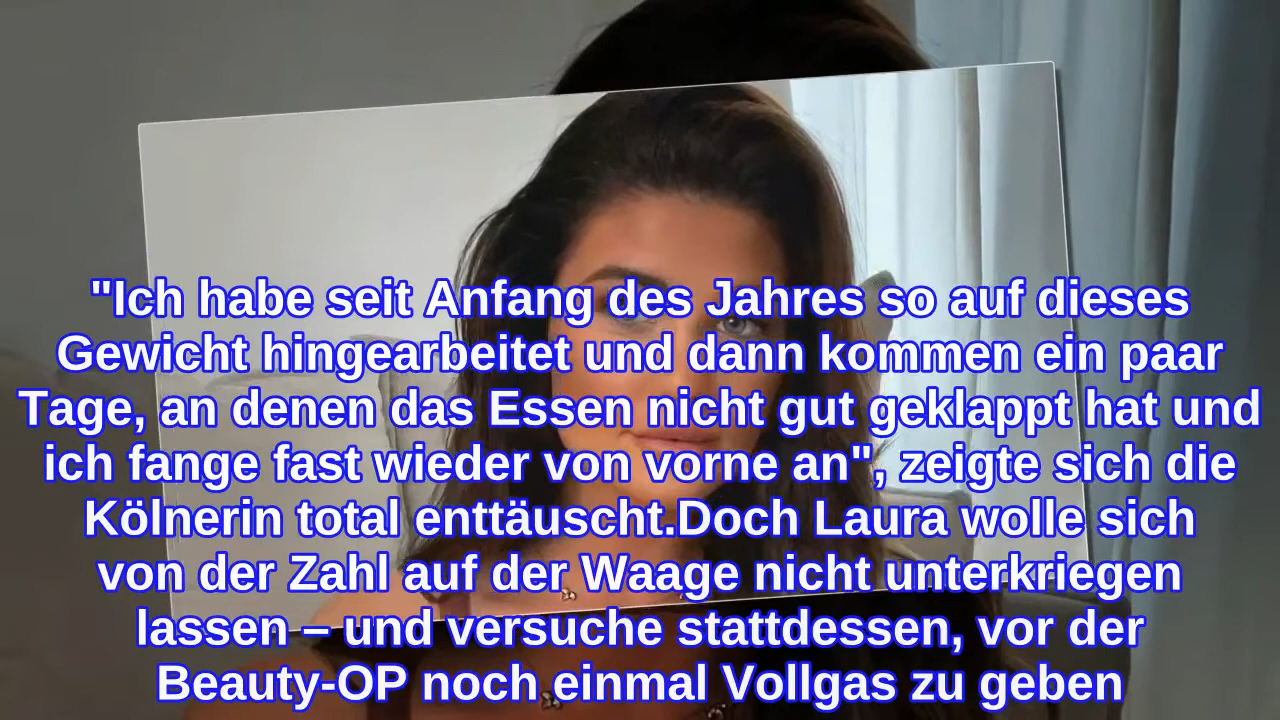 "Ich habe seit Anfang des Jahres so auf dieses
Gewicht hingearbeitet und dann kommen ein paar
Tage, an denen das Essen nicht gut geklappt hat und
ich fange fast wieder von vorne an", zeigte sich die
Kölnerin total enttäuscht.Doch Laura wolle sich
von der Zahl auf der Waage nicht unterkriegen
lassen – und versuche stattdessen, vor der
Beauty-OP noch einmal Vollgas zu geben